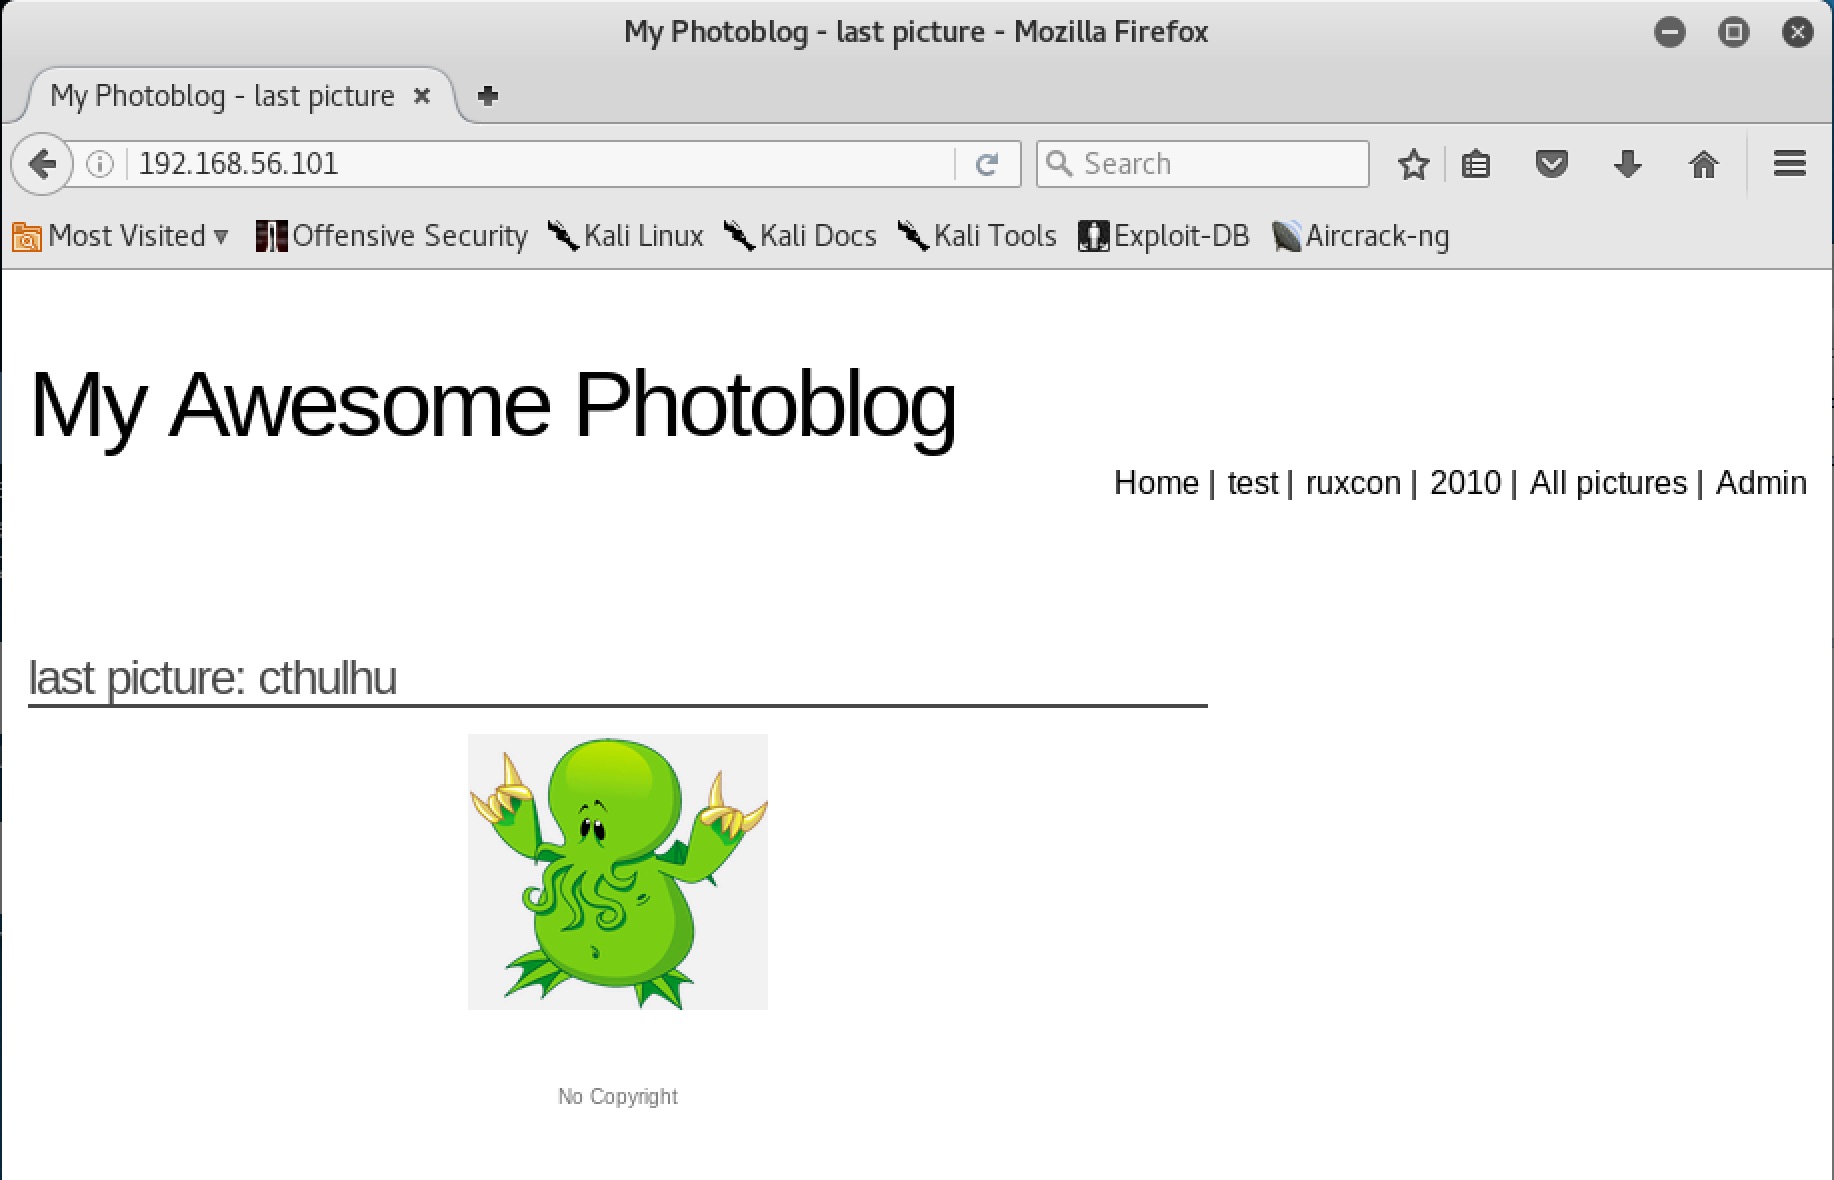 My Photoblog - last picture - Mozilla Firefox
My Photoblog - last picture
192.168.56.101 Search
Most Visited Offensive Security Kali Linux Kali Docs Kali Tools Exploit-DB Aircrack-ng
My Awesome Photoblog
Home | test | ruxcon | 2010 | All pictures | Admin
last picture: cthulhu
No Copyright